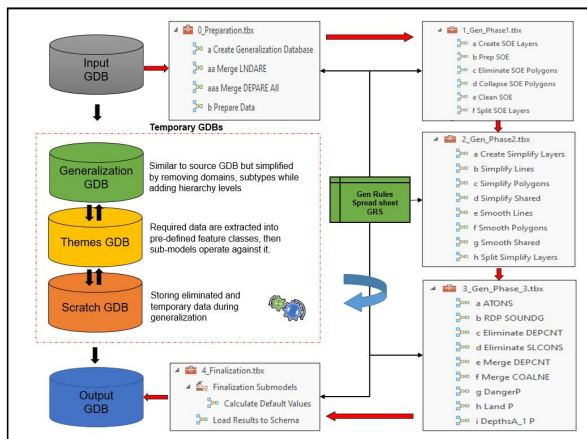 Input
GDB
0_Preparation.tbx
a Create Generalization Database
aa Merge LNDARE
aaa Merge DEPARE All
b Prepare Data
1_Gen_Phase1.tbx
a Create SOE Layers
b Prep SOE
c Eliminate SOE Polygons
d Collapse SOE Polygons
e Clean SOE
f Split SOE Layers
Temporary GDBs
Generalization
GDB
Similar to source GDB but simplified
by removing domains, subtypes while
adding hierarchy levels
Themes GDB
Required data are extracted into
pre-defined feature classes, then
sub-models operate against it.
Scratch GDB
Storing eliminated and
temporary data during
generalization
Gen Rules
Spread sheet
GRS
2_Gen_Phase2.tbx
a Create Simplify Layers
b Simplify Lines
c Simplify Polygons
d Simplify Shared
e Smooth Lines
f Smooth Polygons
g Smooth Shared
h Split Simplify Layers
3_Gen_Phase_3.tbx
a ATONS
b RDP SOUNDG
c Eliminate DEPCNT
d Eliminate SLCONS
e Merge DEPCNT
f Merge COALNE
g DangerP
h Land P
i DepthsA_1 P
4_Finalization.tbx
Finalization Submodels
Calculate Default Values
Load Results to Schema
Output
GDB